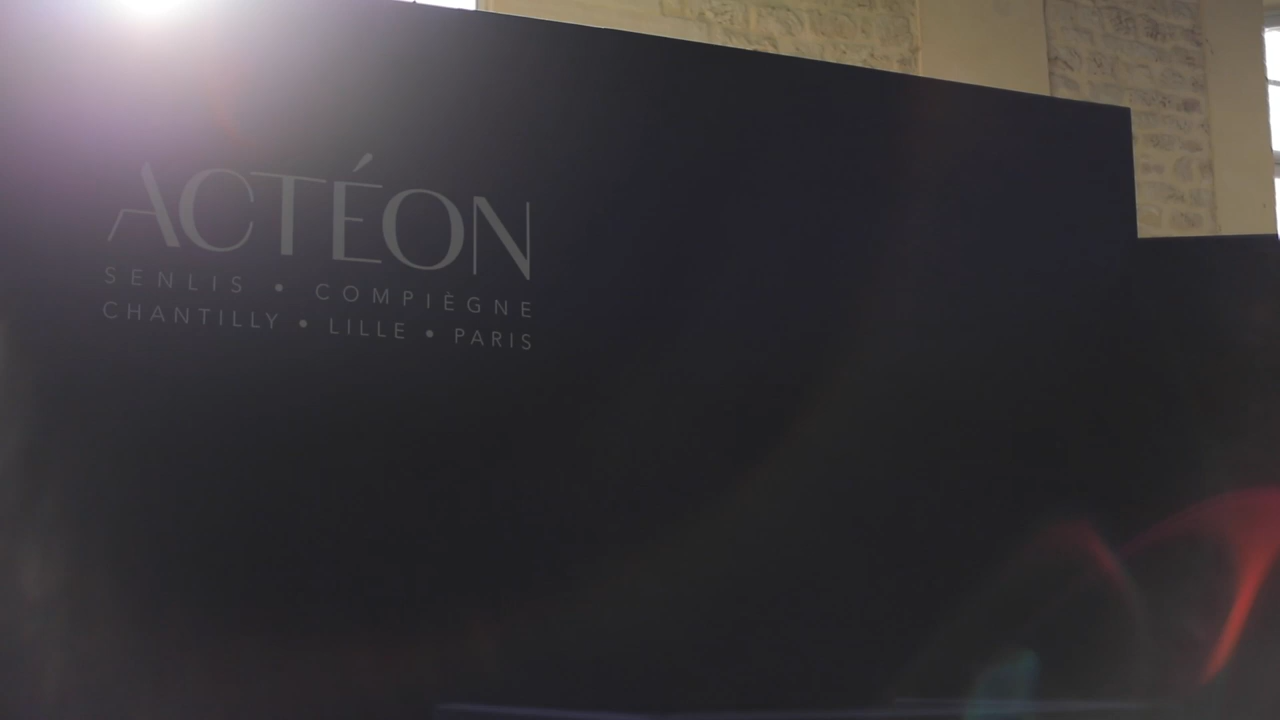 ACTÉON
SENLIS • COMPIÈGNE
CHANTILLY • LILLE • PARIS